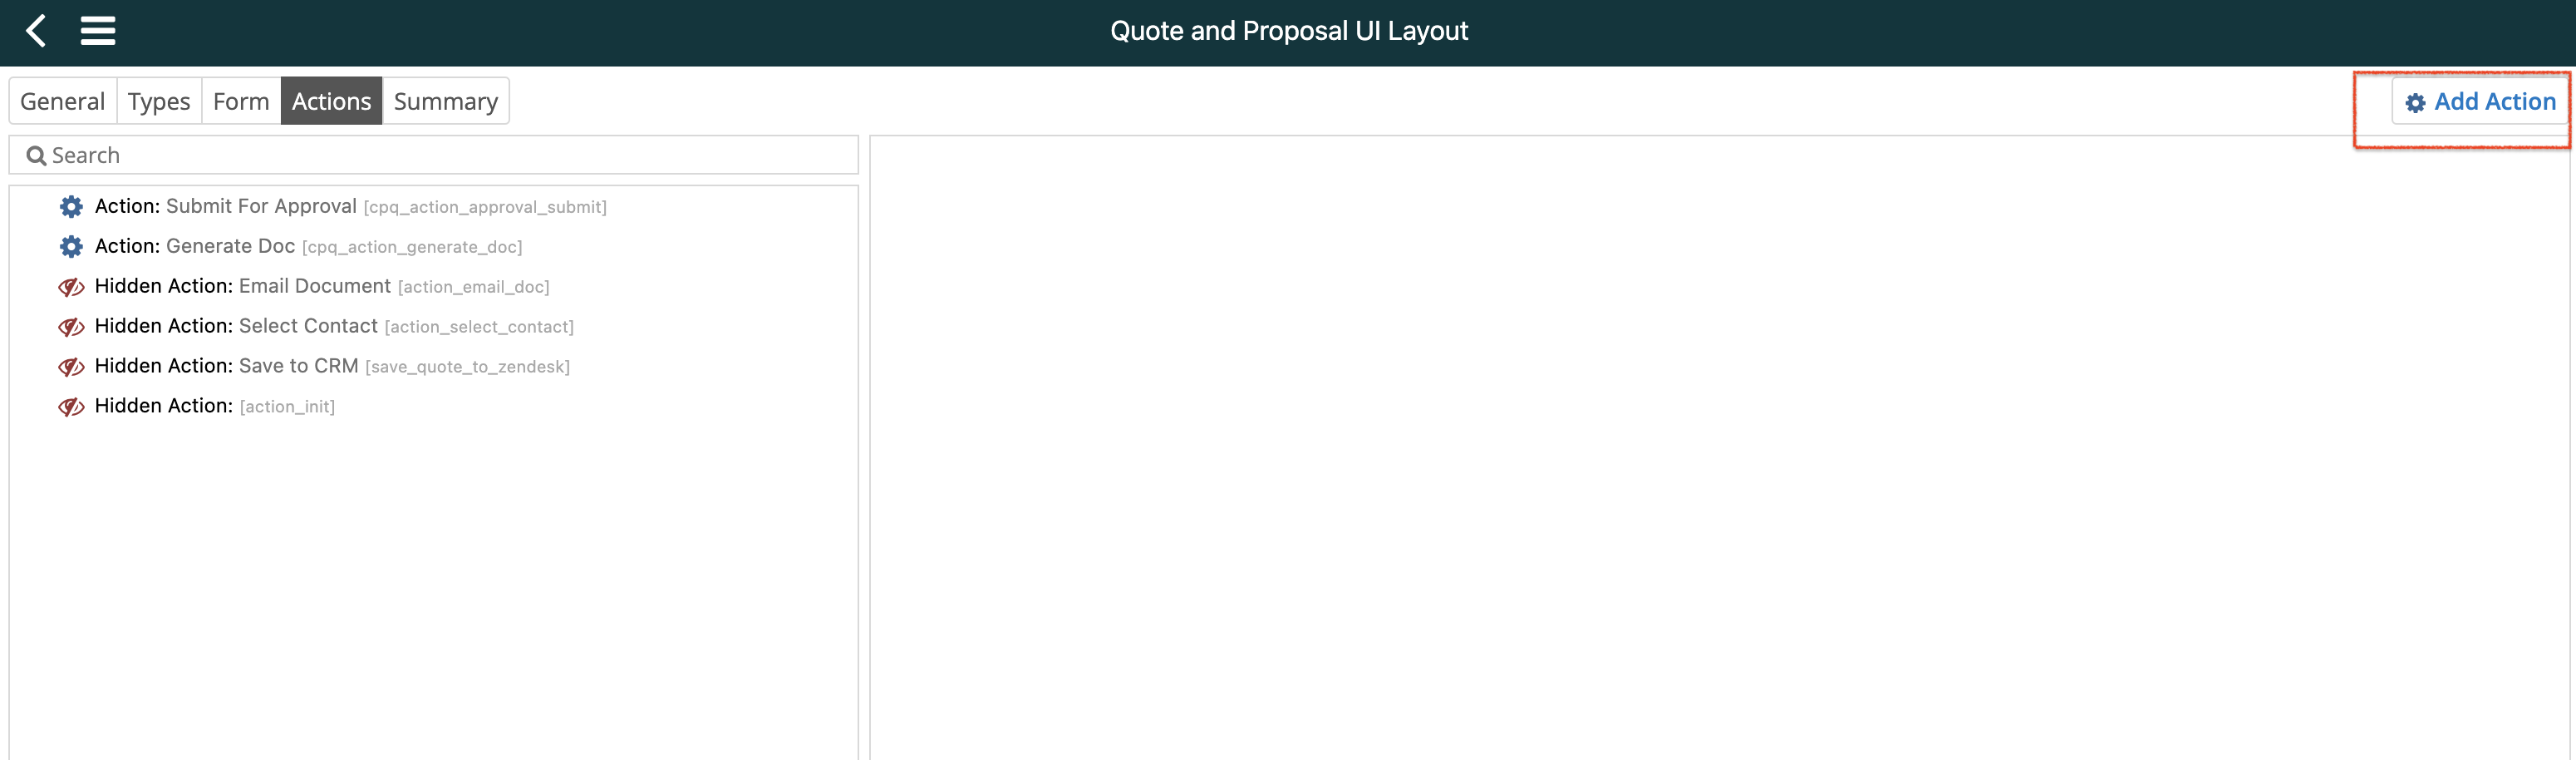 Quote and Proposal UI Layout
General Types Form Actions Summary
Add Action
Search
Action: Submit For Approval [cpq_action_approval_submit]
Action: Generate Doc [cpq_action_generate_doc]
Hidden Action: Email Document [action_email_doc]
Hidden Action: Select Contact [action_select_contact]
Hidden Action: Save to CRM [save_quote_to_zendesk]
Hidden Action: [action_init]